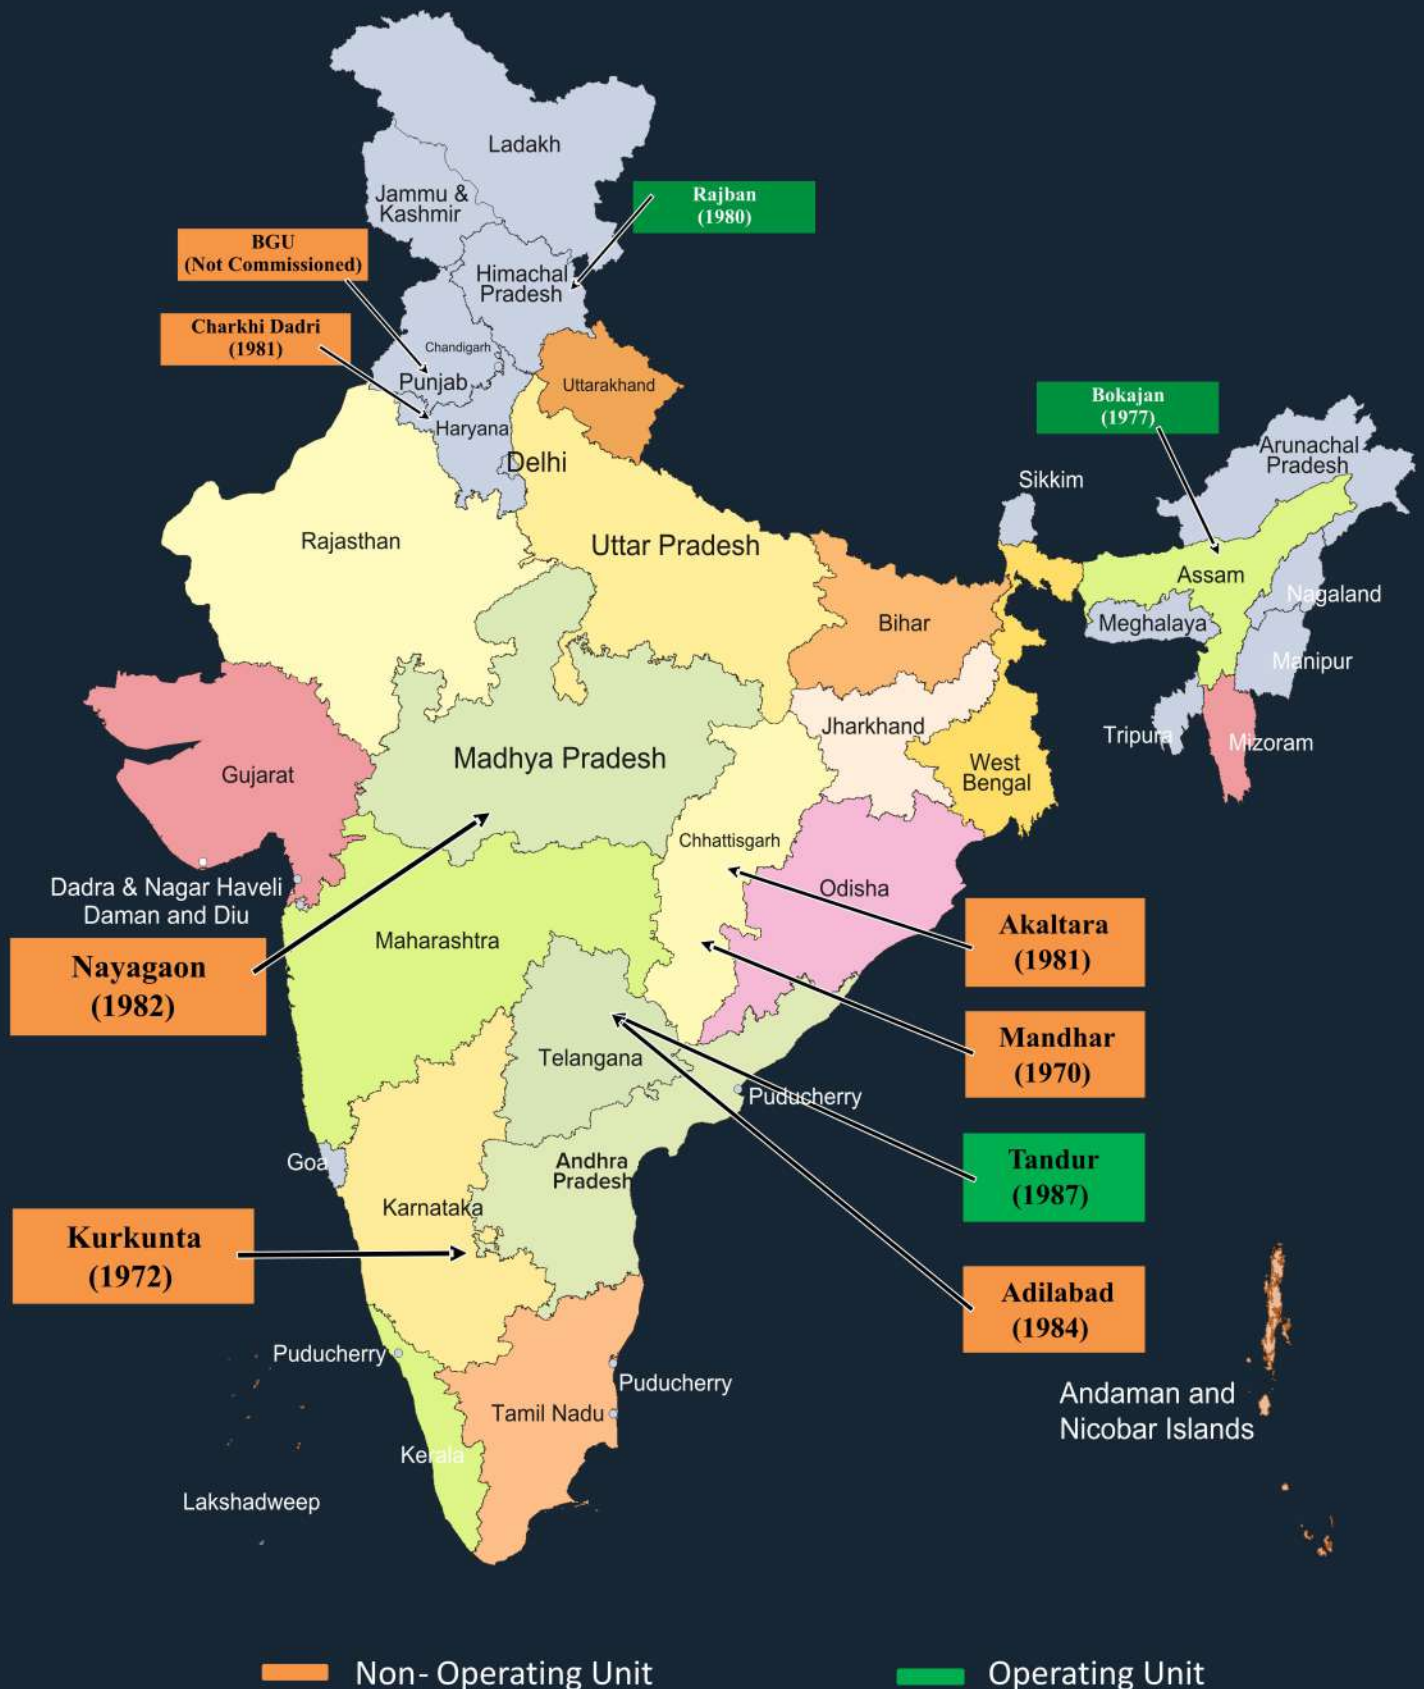 Ladakh
Jammu &
Kashmir
Rajban
(1980)
BGU
(Not Commissioned)
Himachal
Pradesh
Charkhi Dadri
(1981)
Chandigarh
Punjab
Uttarakhand
Haryana
Delhi
Bokajan
(1977)
Arunachal
Pradesh
Sikkim
Rajasthan
Uttar Pradesh
Assam
Nagaland
Bihar
Meghalaya
Manipur
Jharkhand
Tripura
Mizoram
Madhya Pradesh
Gujarat
West
Bengal
Chhattisgarh
Dadra & Nagar Haveli
Daman and Diu
Odisha
Maharashtra
Nayagaon
(1982)
Akaltara
(1981)
Mandhar
(1970)
Telangana
Puducherry
Goa
Andhra
Pradesh
Tandur
(1987)
Karnataka
Kurkunta
(1972)
Adilabad
(1984)
Puducherry
Puducherry
Tamil Nadu
Andaman and
Nicobar Islands
Kerala
Lakshadweep
Non- Operating Unit
Operating Unit